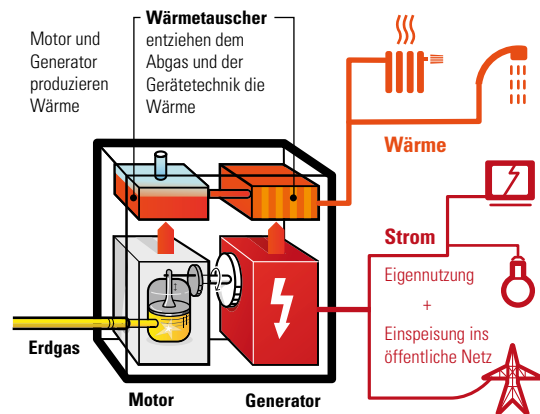 Motor und
Generator
produzieren
Wärme
Wärmetauscher
entziehen dem
Abgas und der
Gerätetechnik die
Wärme
Wärme
Strom
Eigennutzung
+
Einspeisung ins
öffentliche Netz
Erdgas
Motor
Generator